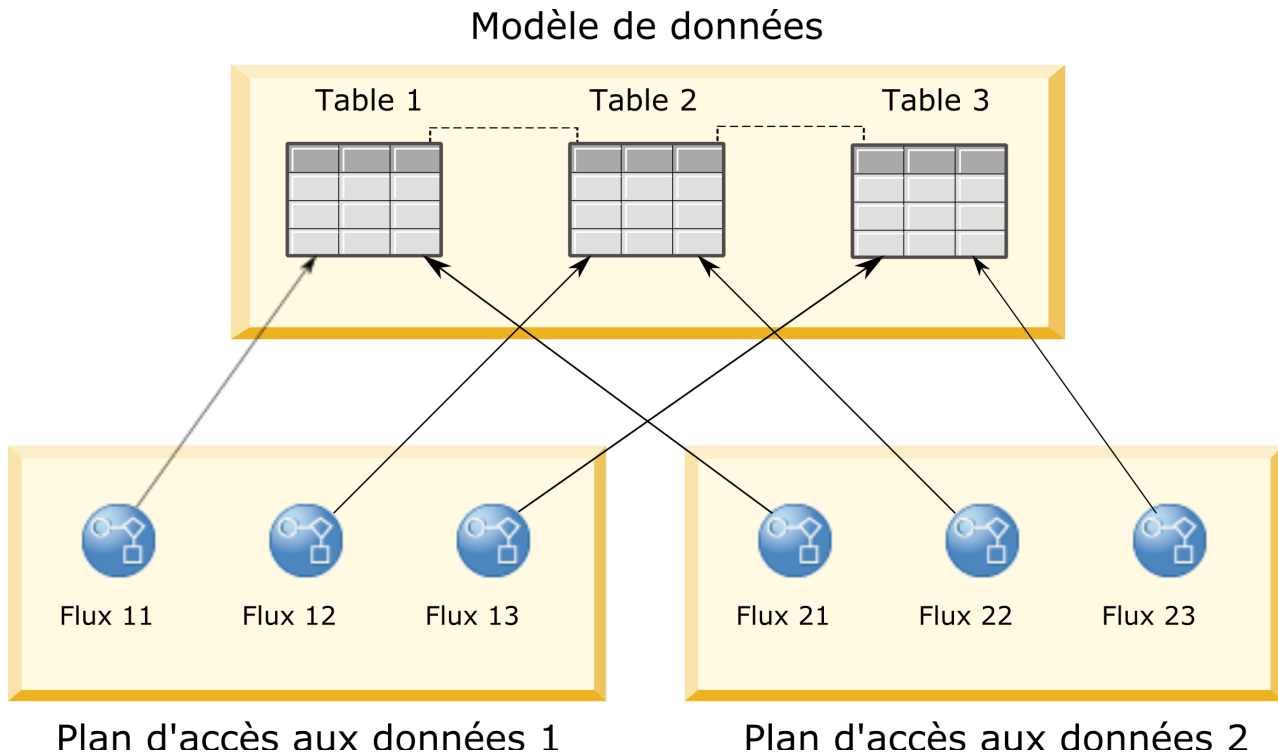 Modèle de données
Table 1
Table 2
Table 3
Flux 11
Flux 12
Flux 13
Flux 21
Flux 22
Flux 23
Plan d'accès aux données 1
Plan d'accès aux données 2